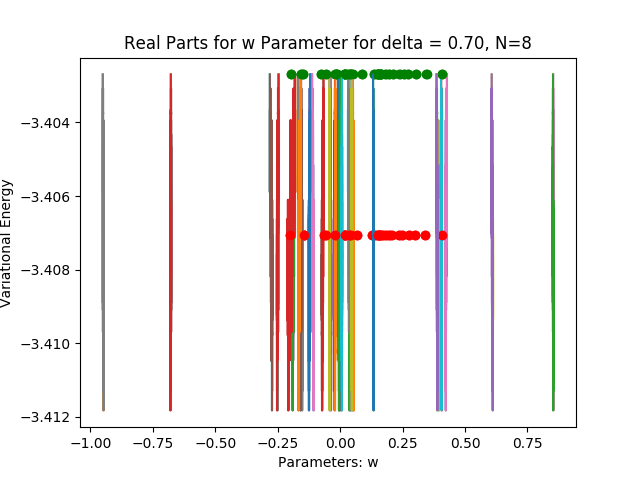 Real Parts for w Parameter for delta = 0.70, N=8
Variational Energy
−3.404
−3.406
−3.408
−3.410
−3.412
−1.00 −0.75 −0.50 −0.25 0.00 0.25 0.50 0.75
Parameters: w